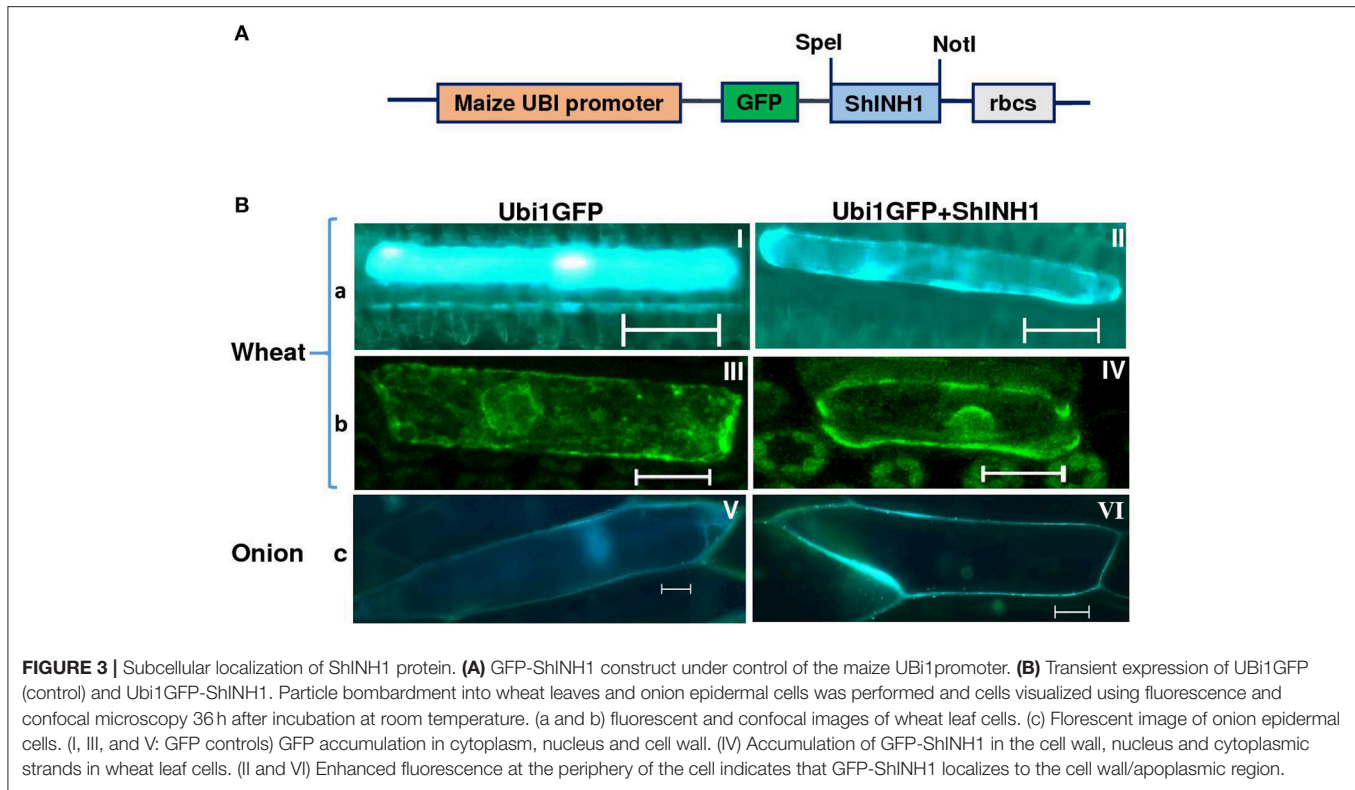 A
SpeI NotI
Maize UBI promoter GFP ShINH1 rbcs
B
Ubi1GFP Ubi1GFP+ShINH1
I II
a
Wheat
III IV
b
V VI
Onion c
FIGURE 3 | Subcellular localization of ShINH1 protein. (A) GFP-ShINH1 construct under control of the maize UBi1promoter. (B) Transient expression of UBi1GFP
(control) and Ubi1GFP-ShINH1. Particle bombardment into wheat leaves and onion epidermal cells was performed and cells visualized using fluorescence and
confocal microscopy 36 h after incubation at room temperature. (a and b) fluorescent and confocal images of wheat leaf cells. (c) Florescent image of onion epidermal
cells. (I, III, and V: GFP controls) GFP accumulation in cytoplasm, nucleus and cell wall. (IV) Accumulation of GFP-ShINH1 in the cell wall, nucleus and cytoplasmic
strands in wheat leaf cells. (II and VI) Enhanced fluorescence at the periphery of the cell indicates that GFP-ShINH1 localizes to the cell wall/apoplasmic region.